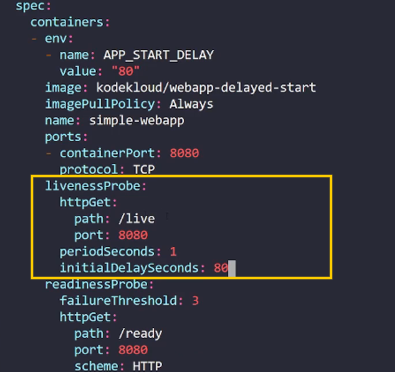 spec:
containers:
- env:
- name: APP_START_DELAY
value: "80"
image: kodekloud/webapp-delayed-start
imagePullPolicy: Always
name: simple-webapp
ports:
- containerPort: 8080
protocol: TCP
livenessProbe:
httpGet:
path: /live
port: 8080
periodSeconds: 1
initialDelaySeconds: 80
readinessProbe:
failureThreshold: 3
httpGet:
path: /ready
port: 8080
scheme: HTTP